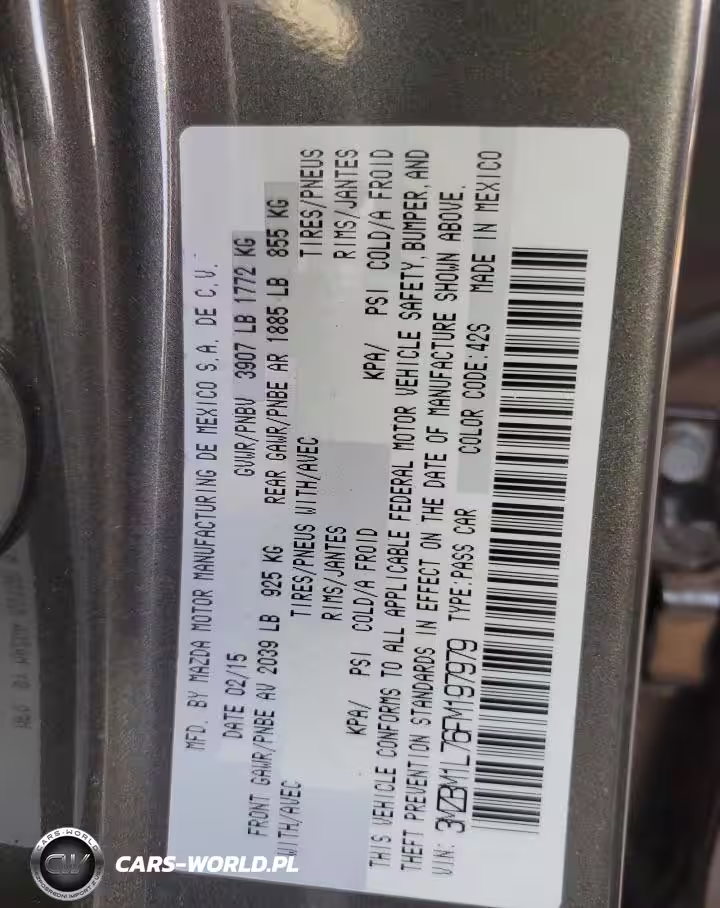 MFD. BY MAZDA MOTOR MANUFACTURING DE MEXICO S.A. DE C.V.
DATE 02/15 GVWR/PNBV 3907 LB 1772 KG
FRONT GAWR/PNBE AV 2039 LB 925 KG REAR GAWR/PNBE AR 1885 LB 855 KG
WITH/AVEC TIRES/PNEUS WITH/AVEC TIRES/PNEUS
RIMS/JANTES RIMS/JANTES
KPA/ PSI COLD/A FROID KPA/ PSI COLD/A FROID
THIS VEHICLE CONFORMS TO ALL APPLICABLE FEDERAL MOTOR VEHICLE SAFETY, BUMPER, AND
THEFT PREVENTION STANDARDS IN EFFECT ON THE DATE OF MANUFACTURE SHOWN ABOVE.
VIN: 3MZBM1L76FM197979 TYPE:PASS CAR COLOR CODE:42S MADE IN MEXICO
CARS-WORLD
CW
CARS-WORLD.PL